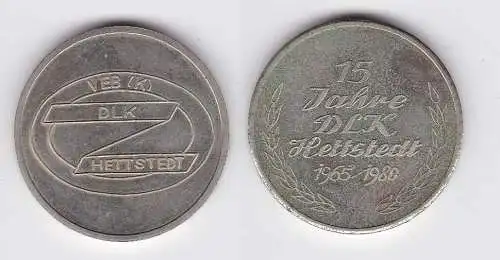 VEB (K)
DLK
HETTSTEDT
15
Jahre
DLK
Hettstedt
1965-1980